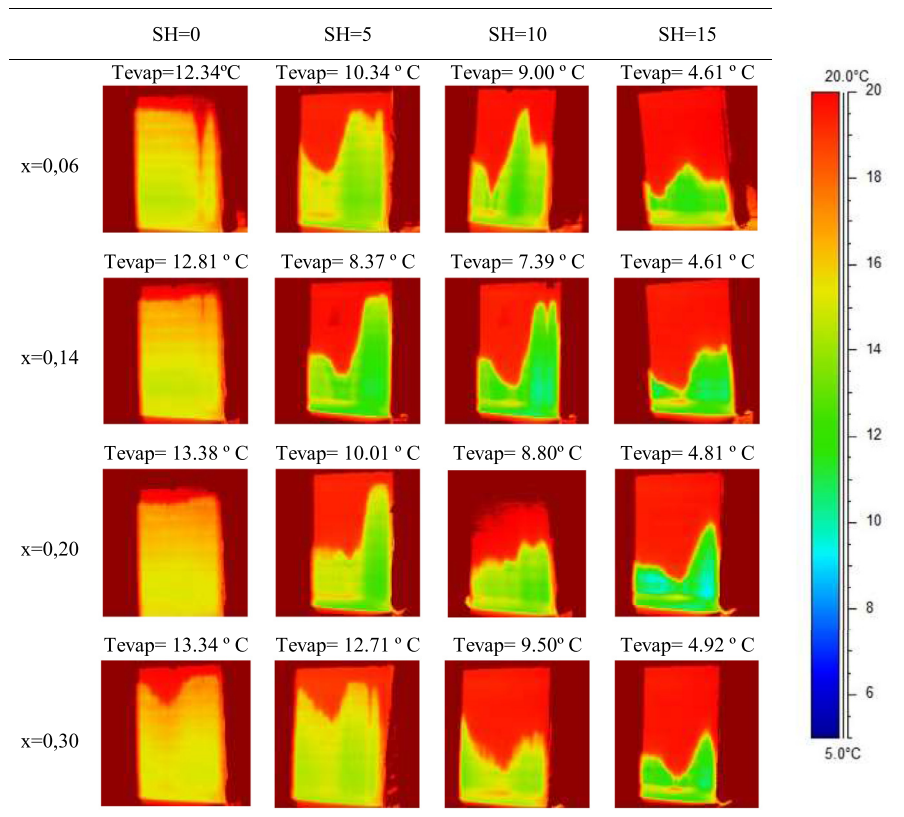 SH=0 SH=5 SH=10 SH=15
Tevap=12.34ºC Tevap= 10.34 º C Tevap= 9.00 º C Tevap= 4.61 º C
x=0,06
Tevap= 12.81 º C Tevap= 8.37 º C Tevap= 7.39 º C Tevap= 4.61 º C
x=0,14
Tevap= 13.38 º C Tevap= 10.01 º C Tevap= 8.80º C Tevap= 4.81 º C
x=0,20
Tevap= 13.34 º C Tevap= 12.71 º C Tevap= 9.50º C Tevap= 4.92 º C
x=0,30
20.0°C
20
18
16
14
12
10
8
6
5.0°C